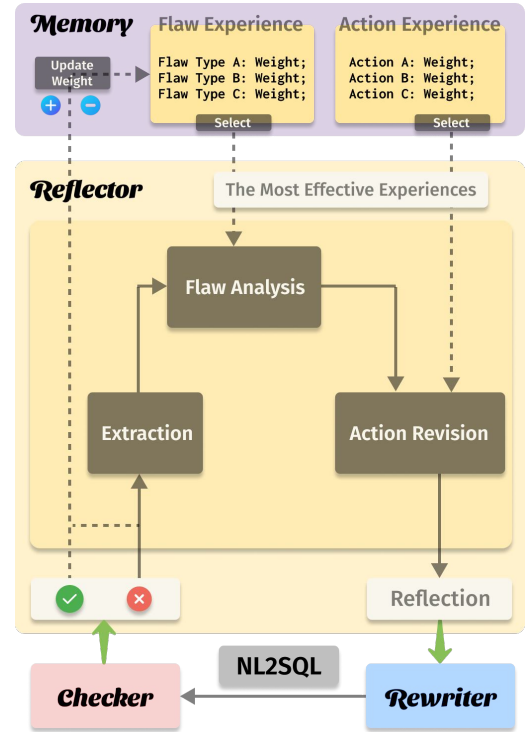 Memory
Flaw Experience
Action Experience
Update
Weight
Flaw Type A: Weight;
Flaw Type B: Weight;
Flaw Type C: Weight;
Action A: Weight;
Action B: Weight;
Action C: Weight;
Select
Select
Reflector
The Most Effective Experiences
Flaw Analysis
Extraction
Action Revision
Reflection
NL2SQL
Checker
Rewriter